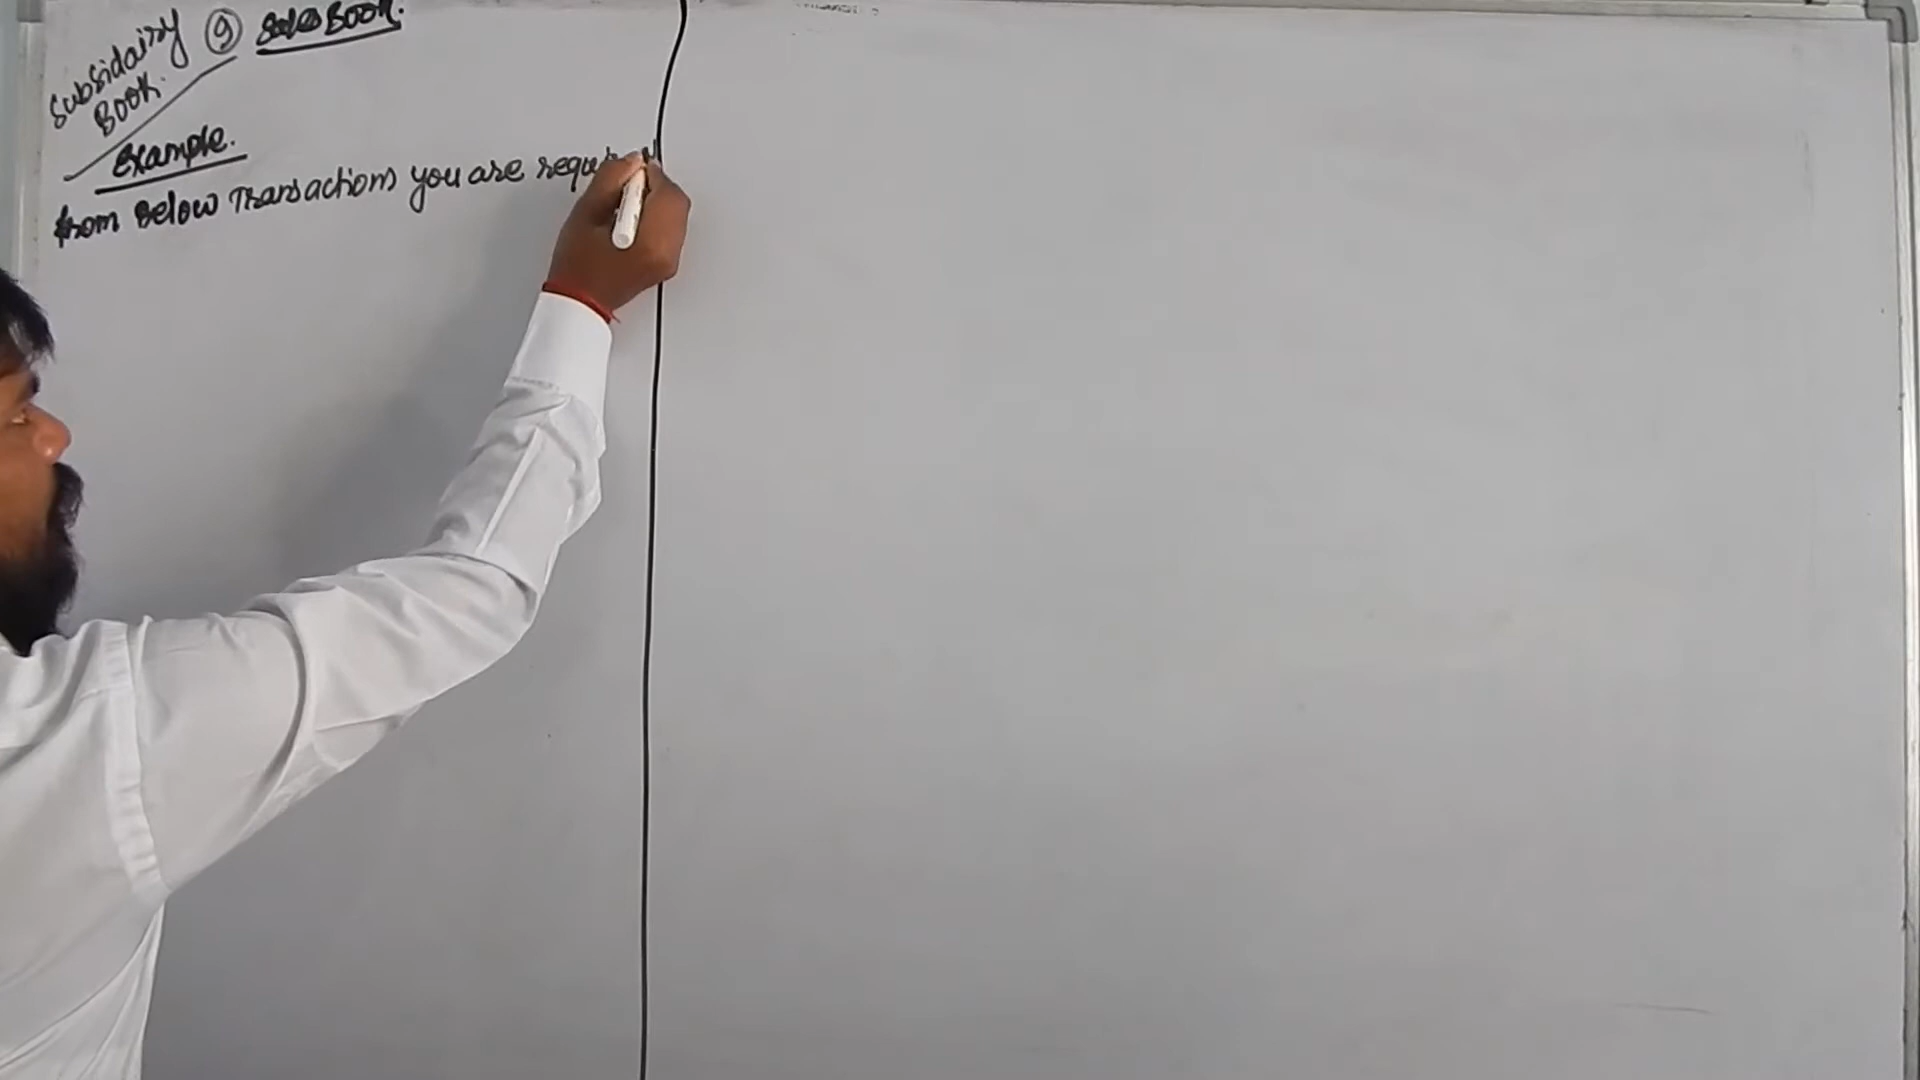 Subsidairy
Book.
9 Sales Book.
Example.
from Below Transactions you are